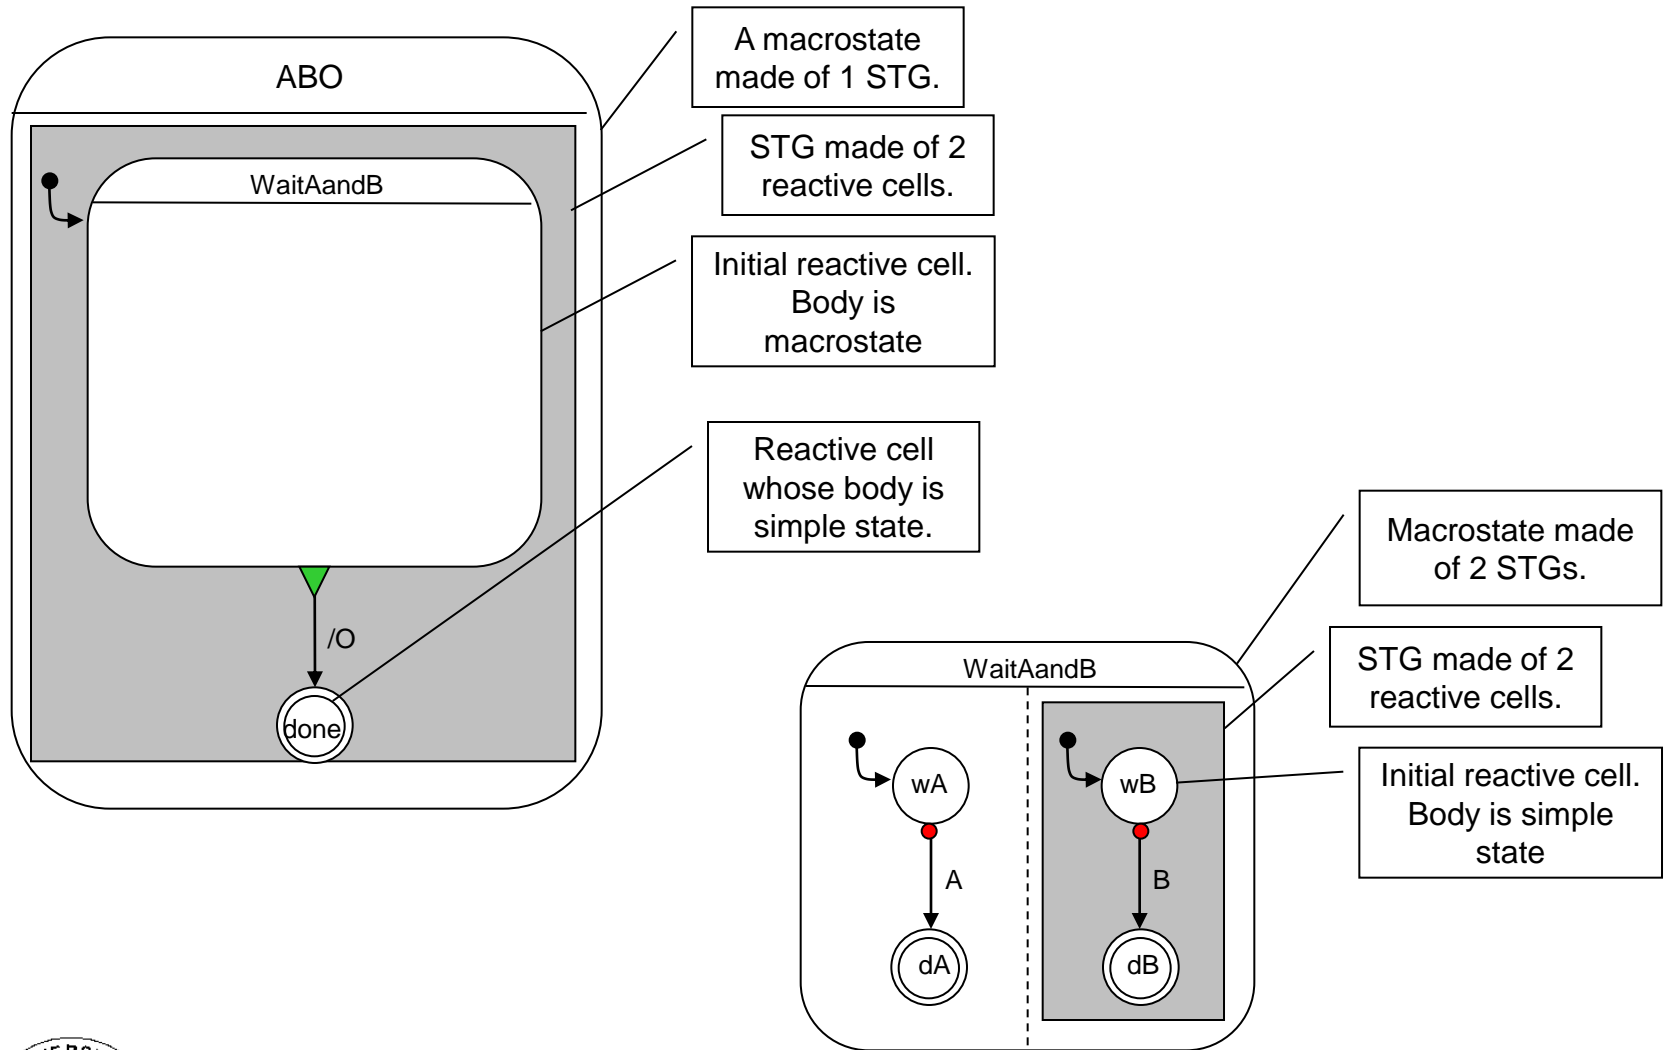 ABO
WaitAandB
/O
done
A macrostate
made of 1 STG.
STG made of 2
reactive cells.
Initial reactive cell.
Body is
macrostate
Reactive cell
whose body is
simple state.
WaitAandB
wA
A
dA
wB
B
dB
Macrostate made
of 2 STGs.
STG made of 2
reactive cells.
Initial reactive cell.
Body is simple
state